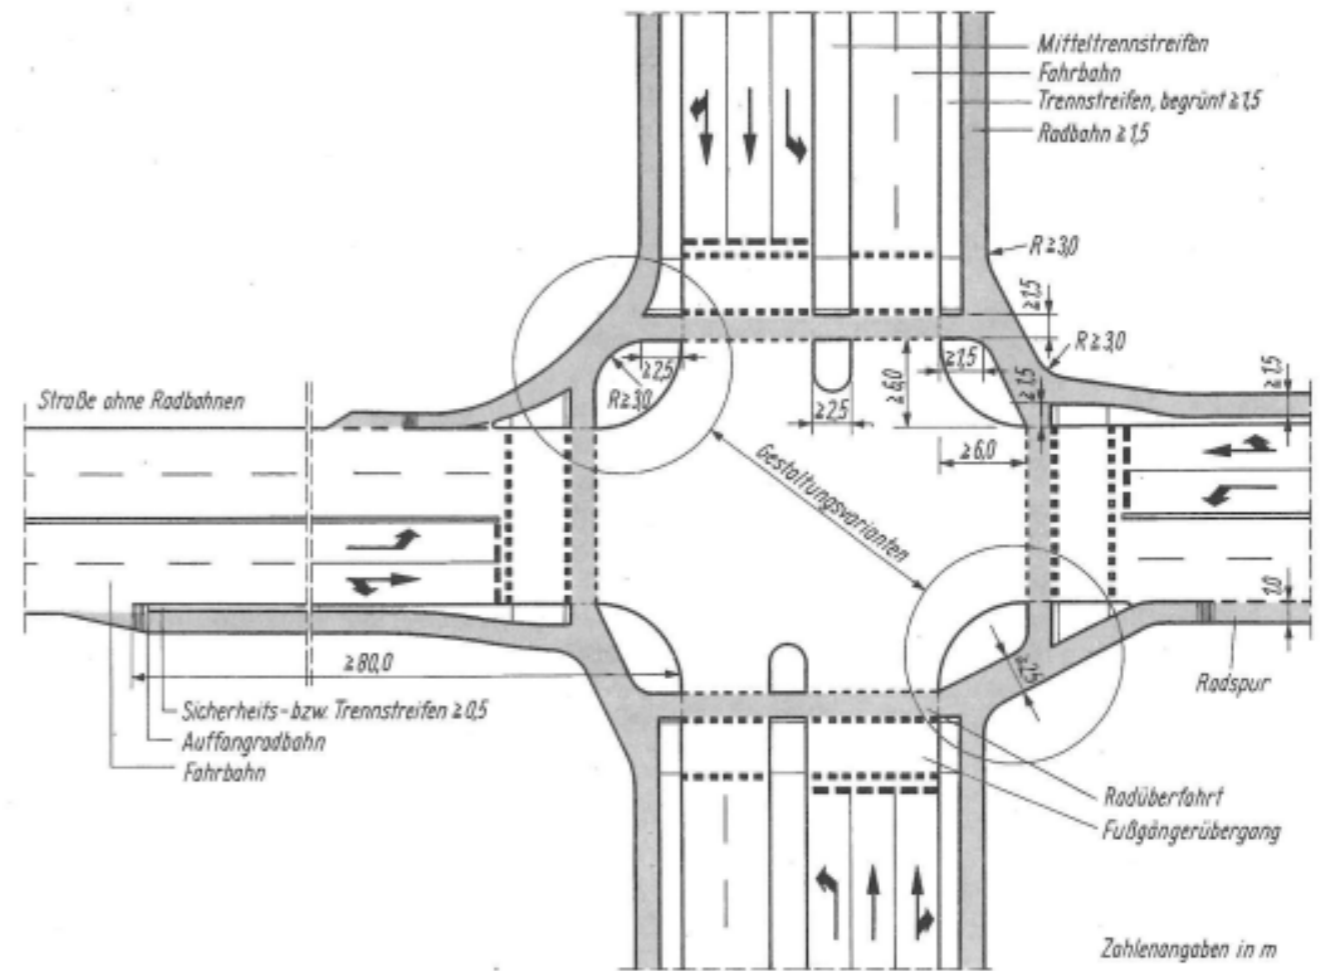 Mitteltrennstreifen
Fahrbahn
Trennstreifen, begrünt ≥1,5
Radbahn ≥1,5
R≥3,0
≥1,5
R≥3,0
≥2,5
R≥3,0
≥2,5
≥6,0
≥1,5
≥1,5
≥1,5
≥6,0
Straße ohne Radbahnen
Gestaltungsvarianten
1,0
≥80,0
≥2,5
Radspur
Sicherheits- bzw. Trennstreifen ≥0,5
Auffangradbahn
Fahrbahn
Radüberfahrt
Fußgängerübergang
Zahlenangaben in m